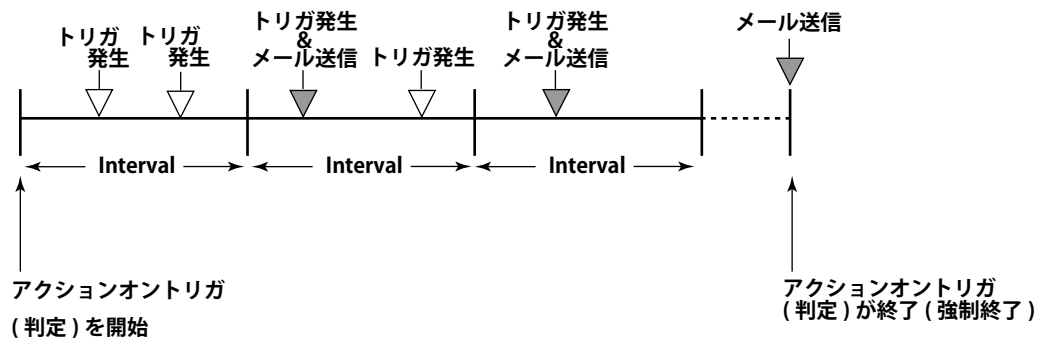 トリガ
発生
トリガ
発生
トリガ発生
&
メール送信
トリガ発生
トリガ発生
&
メール送信
メール送信
Interval
Interval
Interval
アクションオントリガ
( 判定 ) を開始
アクションオントリガ
( 判定 ) が終了 ( 強制終了 )